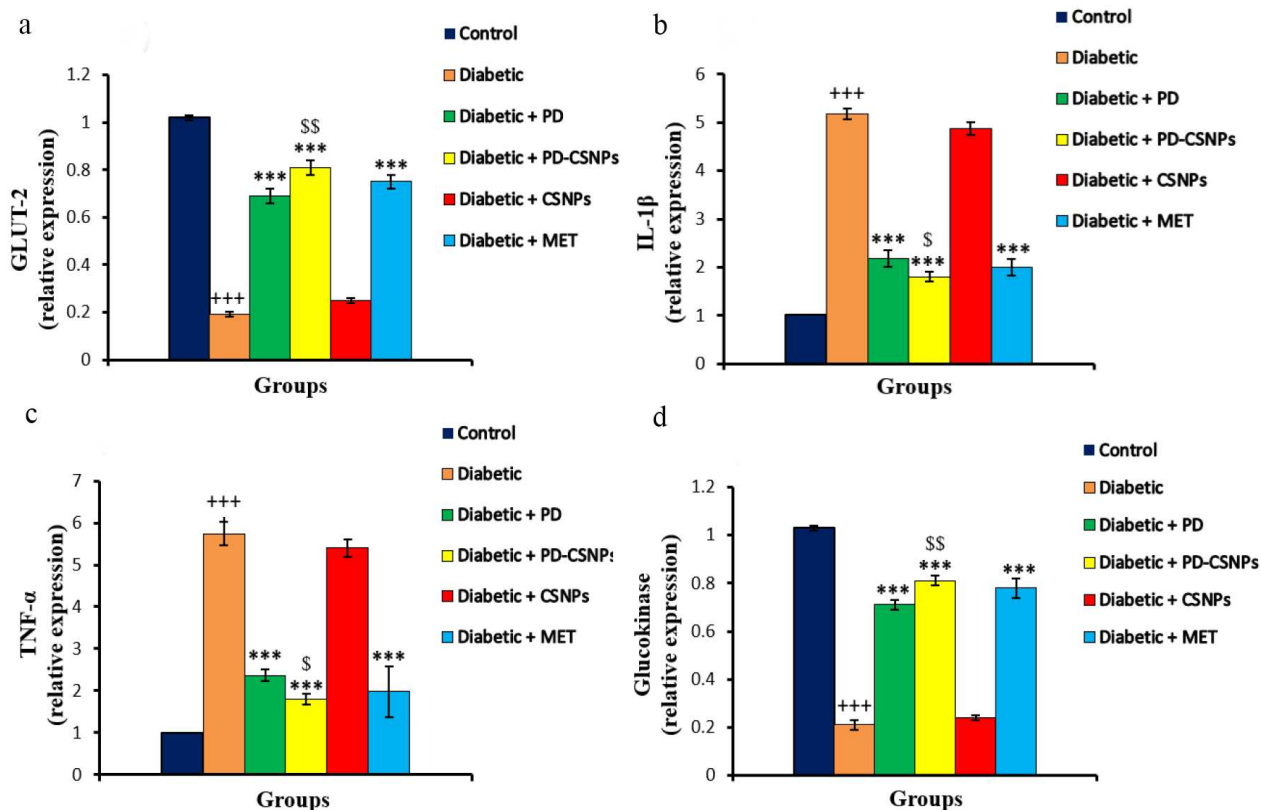 a
Control
Diabetic
Diabetic + PD
Diabetic + PD-CSNPs
Diabetic + CSNPs
Diabetic + MET
GLUT-2
(relative expression)
1.2
1
0.8
0.6
0.4
0.2
0
+++
***
$$
***
***
Groups
b
Control
Diabetic
Diabetic + PD
Diabetic + PD-CSNPs
Diabetic + CSNPs
Diabetic + MET
IL-1β
(relative expression)
6
5
4
3
2
1
0
+++
***
$
***
***
Groups
c
Control
Diabetic
Diabetic + PD
Diabetic + PD-CSNPs
Diabetic + CSNPs
Diabetic + MET
TNF-α
(relative expression)
7
6
5
4
3
2
1
0
+++
***
$
***
***
Groups
d
Control
Diabetic
Diabetic + PD
Diabetic + PD-CSNPs
Diabetic + CSNPs
Diabetic + MET
Glucokinase
(relative expression)
1.2
1
0.8
0.6
0.4
0.2
0
+++
***
$$
***
***
Groups